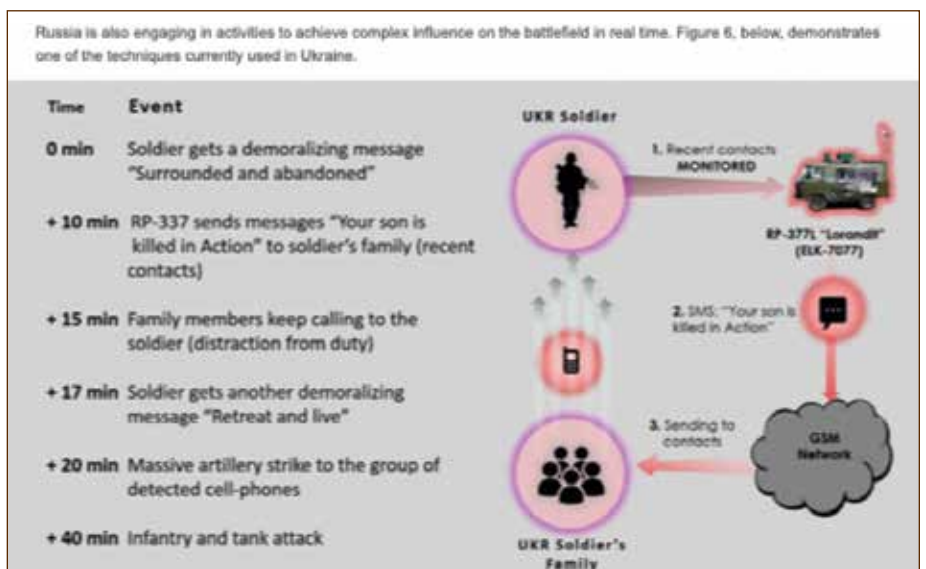 Russia is also engaging in activities to achieve complex influence on the battlefield in real time. Figure 6, below, demonstrates
one of the techniques currently used in Ukraine.
Time Event
0 min Soldier gets a demoralizing message
"Surrounded and abandoned"
+ 10 min RP-337 sends messages "Your son is
killed in Action" to soldier's family (recent
contacts)
+ 15 min Family members keep calling to the
soldier (distraction from duty)
+ 17 min Soldier gets another demoralizing
message "Retreat and live"
+ 20 min Massive artillery strike to the group of
detected cell-phones
+ 40 min Infantry and tank attack
UKR Soldier
1. Recent contacts
MONITORED
RP-377L "Lorandit"
(ELK-7077)
2. SMS: "Your son is
killed in Action"
GSM
Network
3. Sending to
contacts
UKR Soldier's
Family